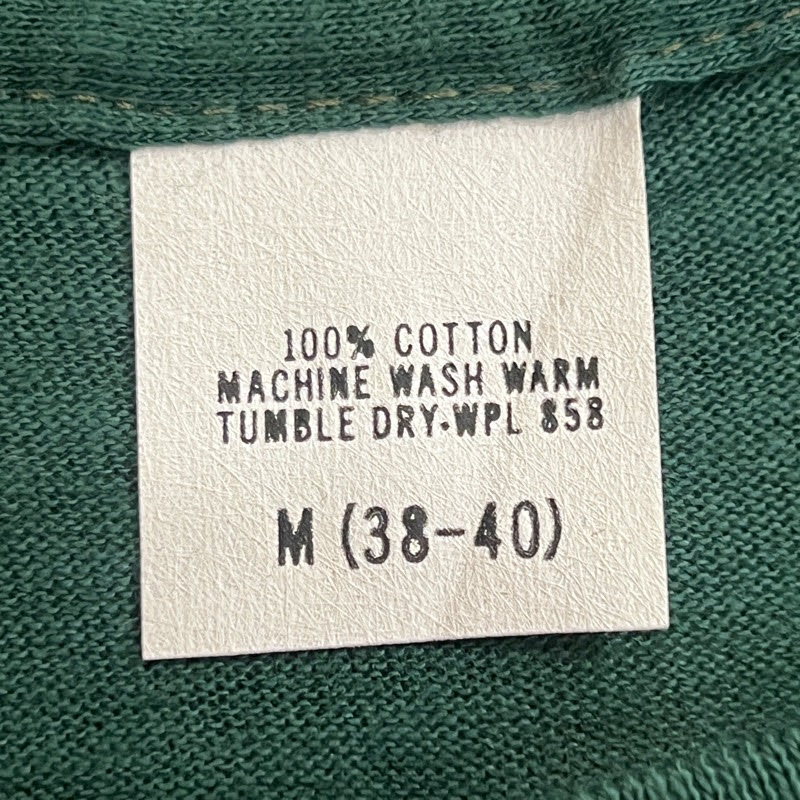 100% COTTON
MACHINE WASH WARM
TUMBLE DRY·WPL 858
M (38-40)